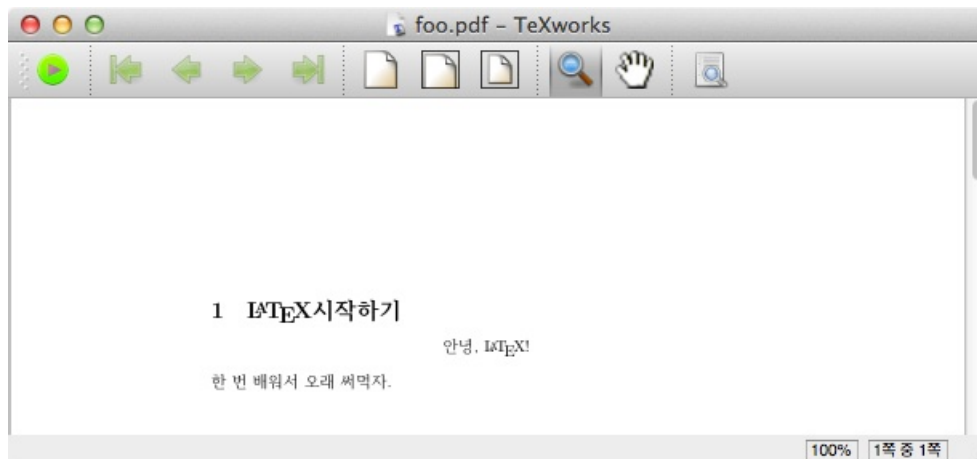 foo.pdf – TeXworks
1 LATEX시작하기
안녕, LATEX!
한 번 배워서 오래 써먹자.
100% 1쪽 중 1쪽